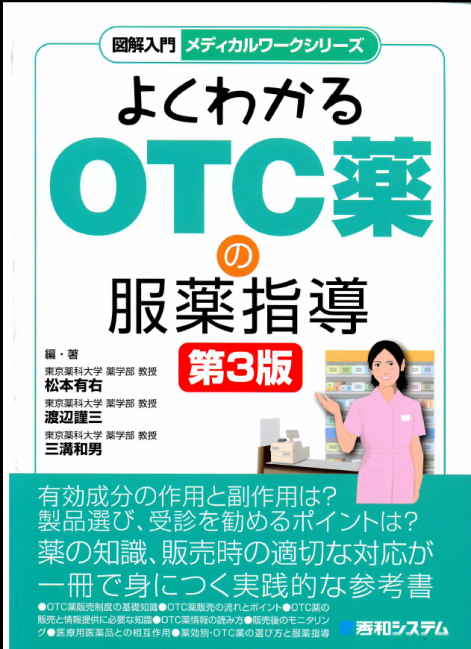 図解入門 メディカルワークシリーズ
よくわかる
OTC薬
の
服薬指導
第3版
編・著
東京薬科大学 薬学部 教授
松本有右
東京薬科大学 薬学部 教授
渡辺謹三
東京薬科大学 薬学部 教授
三溝和男
有効成分の作用と副作用は?
製品選び、受診を勧めるポイントは?
薬の知識、販売時の適切な対応が
一冊で身につく実践的な参考書
●OTC薬販売制度の基礎知識●OTC薬販売の流れとポイント●OTC薬の
販売と情報提供に必要な知識●OTC薬情報の読み方●販売後のモニタリン
グ●医療用医薬品との相互作用●薬効別・OTC薬の選び方と服薬指導
秀和システム